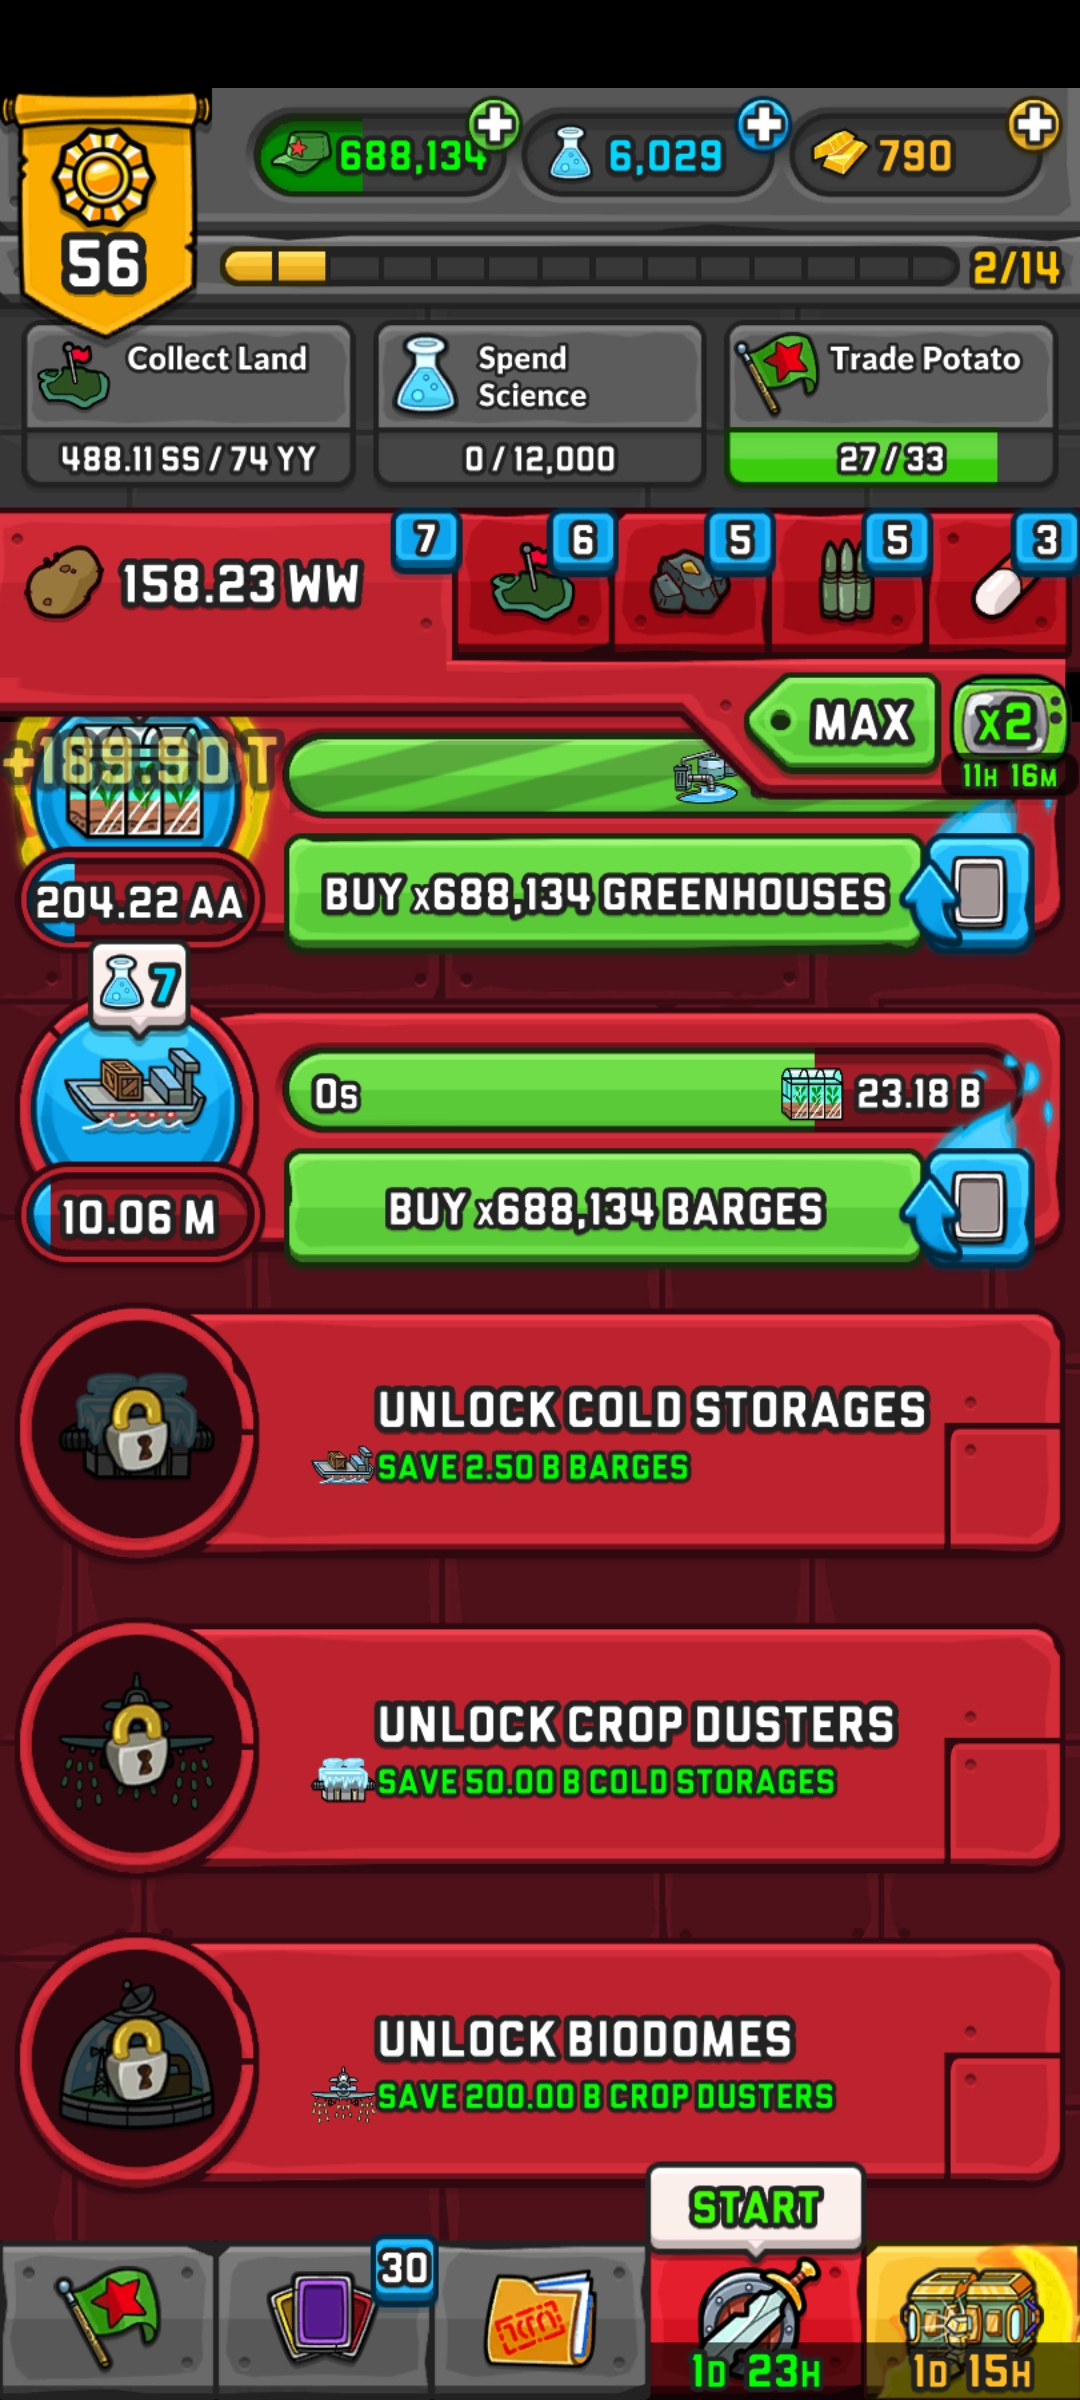 688,134
6,029
790
56
2/14
Collect Land
488.11 SS / 74 YY
Spend
Science
0 / 12,000
Trade Potato
27 / 33
158.23 WW
7
6
5
5
3
MAX
x2
11H 16M
+189.90 T
204.22 AA
BUY x688,134 GREENHOUSES
7
0s
23.18 B
10.06 M
BUY x688,134 BARGES
UNLOCK COLD STORAGES
SAVE 2.50 B BARGES
UNLOCK CROP DUSTERS
SAVE 50.00 B COLD STORAGES
UNLOCK BIODOMES
SAVE 200.00 B CROP DUSTERS
START
30
1D 23H
1D 15H